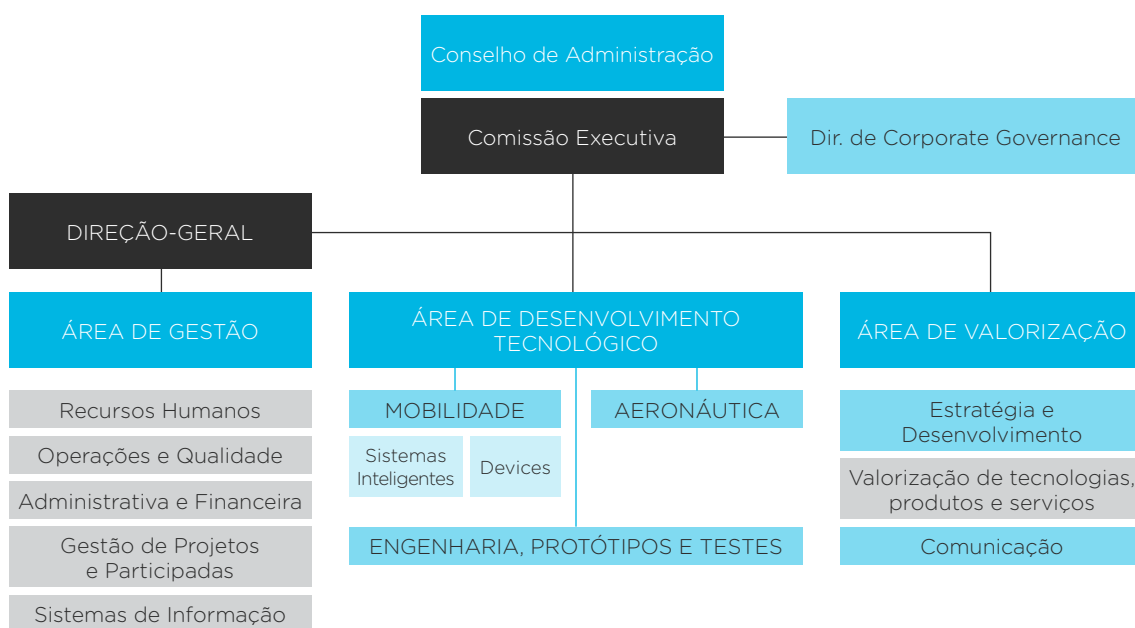 Conselho de Administração
Comissão Executiva
Dir. de Corporate Governance
DIREÇÃO-GERAL
ÁREA DE GESTÃO
Recursos Humanos
Operações e Qualidade
Administrativa e Financeira
Gestão de Projetos
e Participadas
Sistemas de Informação
ÁREA DE DESENVOLVIMENTO
TECNOLÓGICO
MOBILIDADE
Sistemas
Inteligentes
Devices
AERONÁUTICA
ENGENHARIA, PROTÓTIPOS E TESTES
ÁREA DE VALORIZAÇÃO
Estratégia e
Desenvolvimento
Valorização de tecnologias,
produtos e serviços
Comunicação